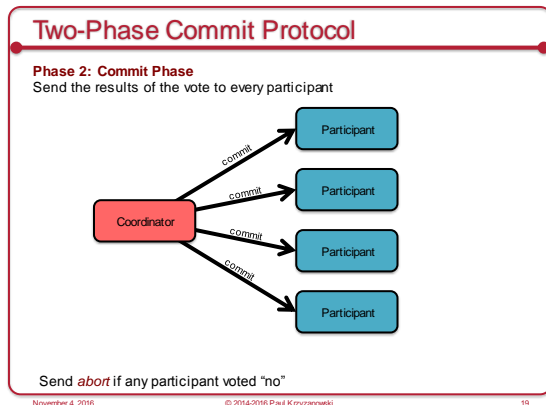 Two-Phase Commit Protocol
Phase 2: Commit Phase
Send the results of the vote to every participant
Participant
commit
Participant
commit
Coordinator
commit
Participant
commit
Participant
Send abort if any participant voted “no”
November 4, 2016
© 2014-2016 Paul Krzyzanowski
19